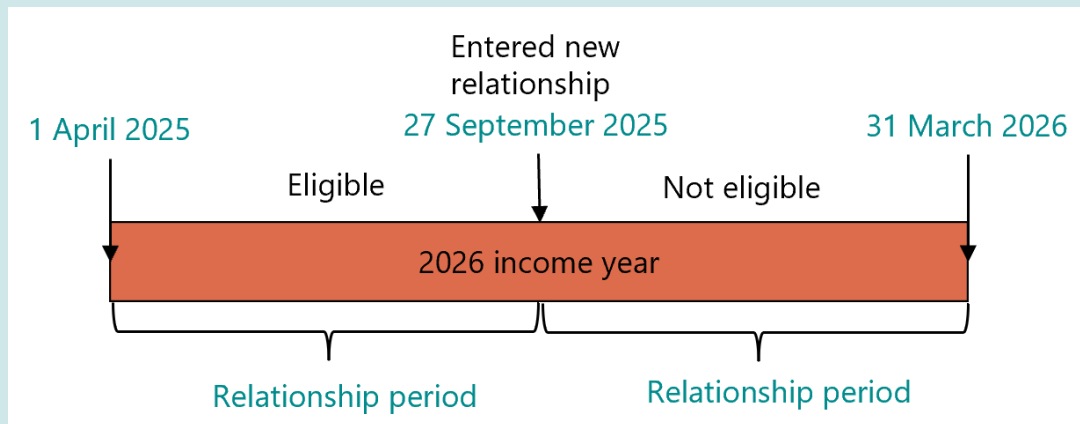 Entered new
relationship
1 April 2025
27 September 2025
31 March 2026
Eligible
Not eligible
2026 income year
Relationship period
Relationship period